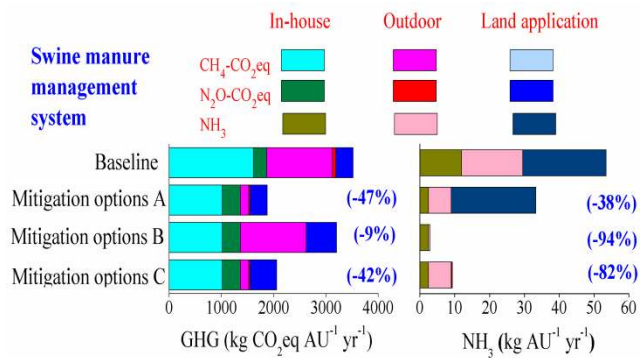 In-house Outdoor Land application
Swine manure
management
system
CH₄-CO₂eq
N₂O-CO₂eq
NH₃
Baseline
Mitigation options A (-47%) (-38%)
Mitigation options B (-9%) (-94%)
Mitigation options C (-42%) (-82%)
0 1000 2000 3000 4000 0 10 20 30 40 50 60
GHG (kg CO₂eq AU⁻¹ yr⁻¹) NH₃ (kg AU⁻¹ yr⁻¹)